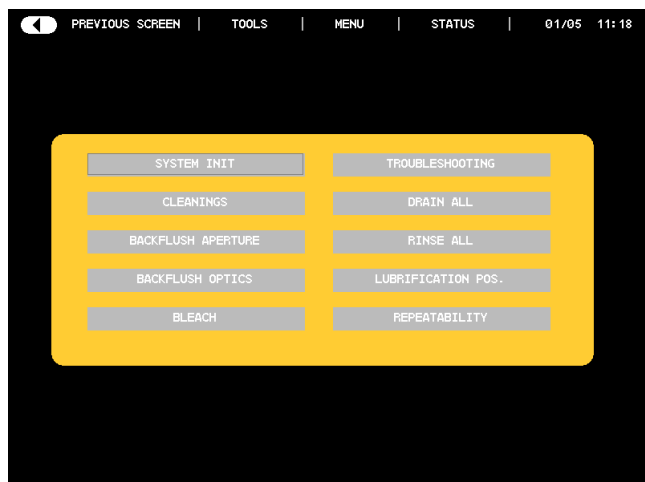 PREVIOUS SCREEN | TOOLS | MENU | STATUS | 01/05 11:18
SYSTEM INIT
TROUBLESHOOTING
CLEANINGS
DRAIN ALL
BACKFLUSH APERTURE
RINSE ALL
BACKFLUSH OPTICS
LUBRIFICATION POS.
BLEACH
REPEATABILITY